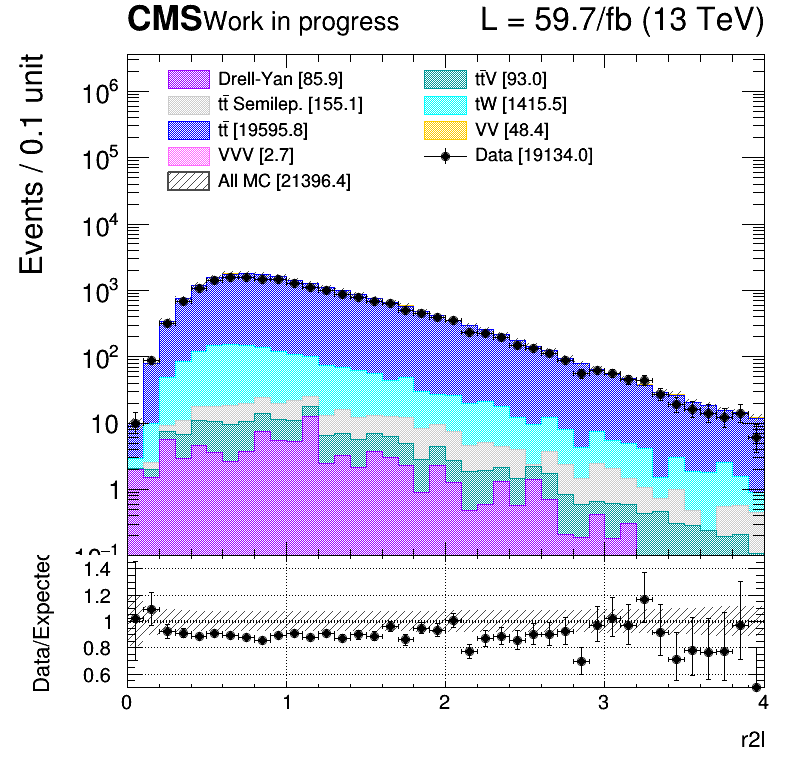 CMS Work in progress L = 59.7/fb (13 TeV)
Events / 0.1 unit
10⁶
10⁵
10⁴
10³
10²
10
1
10⁻¹
Drell-Yan [85.9]
tt̄ Semilep. [155.1]
tt̄ [19595.8]
VVV [2.7]
All MC [21396.4]
tt̄V [93.0]
tW [1415.5]
VV [48.4]
Data [19134.0]
Data/Expected
1.4
1.2
1
0.8
0.6
0 1 2 3 4
r2l